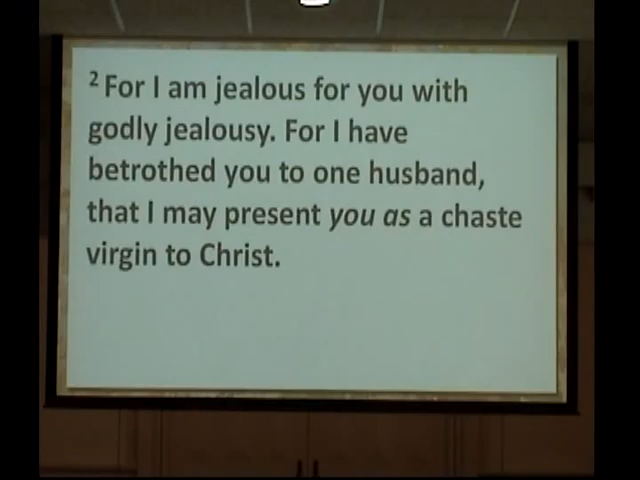 2 For I am jealous for you with
godly jealousy. For I have
betrothed you to one husband,
that I may present you as a chaste
virgin to Christ.